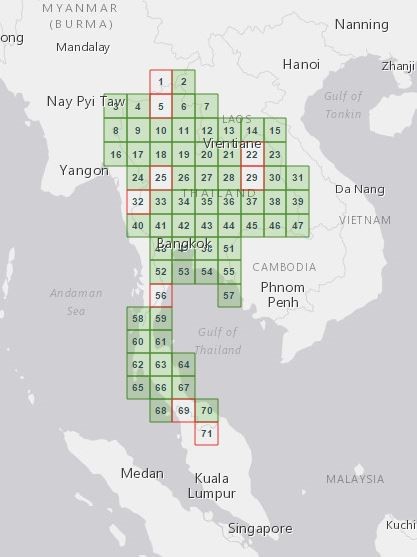 MYANMAR
(BURMA)
Nanning
Mandalay
ong
Hanoi
Zhanji
1 2
Nay Pyi Taw
3 4 5 6 7
Gulf of
Tonkin
LAOS
8 9 10 11 12 13 14 15
Vientiane
16 17 18 19 20 21 22 23
Yangon
24 25 26 27 28 29 30 31
THAILAND
Da Nang
32 33 34 35 36 37 38 39
VIETNAM
40 41 42 43 44 45 46 47
Bangkok
51
CAMBODIA
52 53 54 55
Phnom
Penh
Andaman
Sea
56 57
58 59
Gulf of
Thailand
60 61
62 63 64
65 66 67
68 69 70
71
Medan
Kuala
Lumpur
MALAYSIA
Singapore
Kuchi